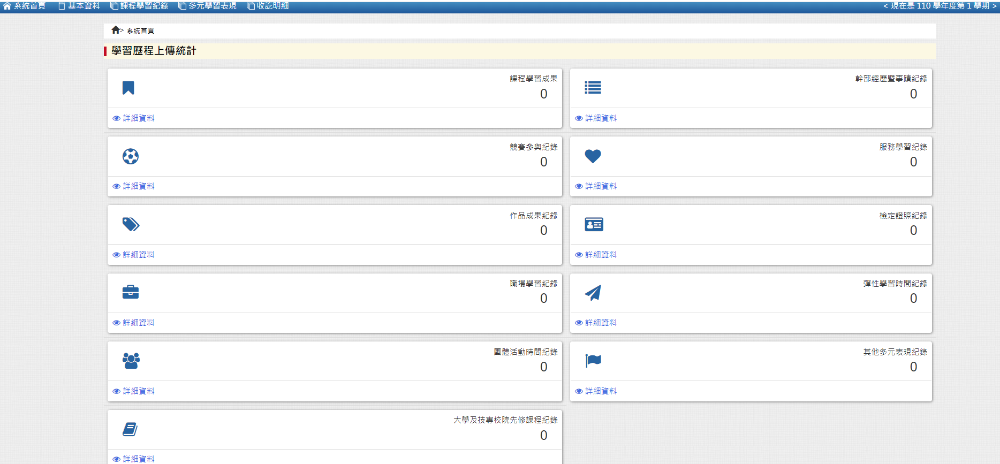 系統首頁 基本資料 課程學習紀錄 多元學習表現 收訖明細 < 現在是 110 學年度第 1 學期 >
> 系統首頁
學習歷程上傳統計
課程學習成果
0
詳細資料
幹部經歷暨事蹟紀錄
0
詳細資料
競賽參與紀錄
0
詳細資料
服務學習紀錄
0
詳細資料
作品成果紀錄
0
詳細資料
檢定證照紀錄
0
詳細資料
職場學習紀錄
0
詳細資料
彈性學習時間紀錄
0
詳細資料
團體活動時間紀錄
0
詳細資料
其他多元表現紀錄
0
詳細資料
大學及技專校院先修課程紀錄
0
詳細資料